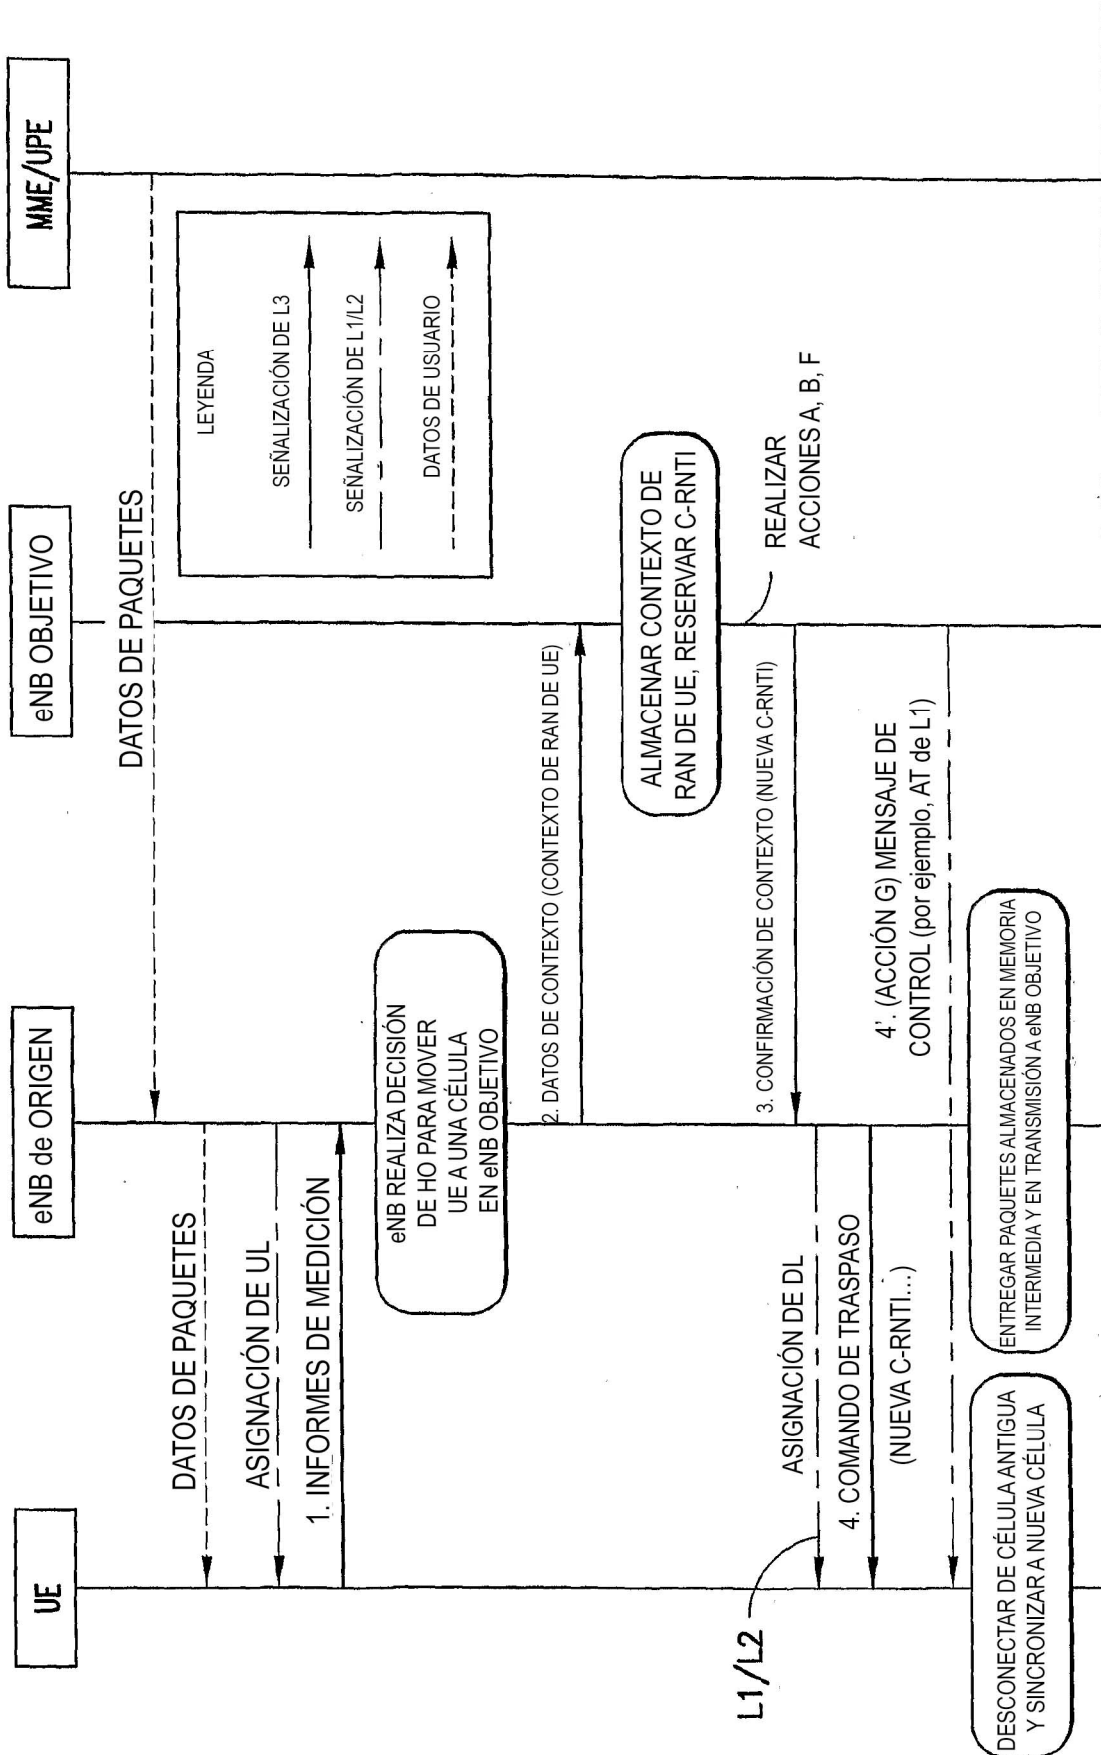 UE
eNB de ORIGEN
eNB OBJETIVO
MME/UPE
DATOS DE PAQUETES
DATOS DE PAQUETES
ASIGNACIÓN DE UL
1. INFORMES DE MEDICIÓN
LEYENDA
SEÑALIZACIÓN DE L3
SEÑALIZACIÓN DE L1/L2
DATOS DE USUARIO
eNB REALIZA DECISIÓN
DE HO PARA MOVER
UE A UNA CÉLULA
EN eNB OBJETIVO
2. DATOS DE CONTEXTO (CONTEXTO DE RAN DE UE)
ALMACENAR CONTEXTO DE
RAN DE UE, RESERVAR C-RNTI
REALIZAR
ACCIONES A, B, F
3. CONFIRMACIÓN DE CONTEXTO (NUEVA C-RNTI)
L1/L2
ASIGNACIÓN DE DL
4. COMANDO DE TRASPASO
(NUEVA C-RNTI...)
4'. (ACCIÓN G) MENSAJE DE
CONTROL (por ejemplo, AT de L1)
DESCONECTAR DE CÉLULA ANTIGUA
Y SINCRONIZAR A NUEVA CÉLULA
ENTREGAR PAQUETES ALMACENADOS EN MEMORIA
INTERMEDIA Y EN TRANSMISIÓN A eNB OBJETIVO